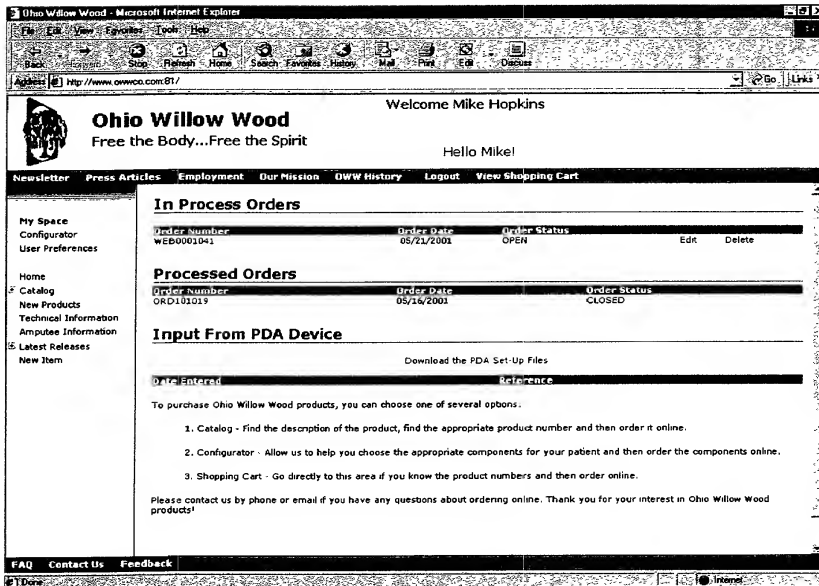 Ohio Willow Wood - Microsoft Internet Explorer
File Edit View Favorites Tools Help
Back Forward Stop Refresh Home Search Favorites History Mail Print Edit Discuss
Address http://www.owwco.com:81/ Go Links
Ohio Willow Wood
Free the Body...Free the Spirit
Welcome Mike Hopkins
Hello Mike!
Newsletter Press Articles Employment Our Mission OWW History Logout View Shopping Cart
My Space
Configurator
User Preferences
Home
Catalog
New Products
Technical Information
Amputee Information
Latest Releases
New Item
In Process Orders
Order Number Order Date Order Status
WEB0001041 05/21/2001 OPEN Edit Delete
Processed Orders
Order Number Order Date Order Status
ORD101019 05/16/2001 CLOSED
Input From PDA Device
Download the PDA Set-Up Files
Date Entered Reference
To purchase Ohio Willow Wood products, you can choose one of several options:
1. Catalog - Find the description of the product, find the appropriate product number and then order it online.
2. Configurator - Allow us to help you choose the appropriate components for your patient and then order the components online.
3. Shopping Cart - Go directly to this area if you know the product numbers and then order online.
Please contact us by phone or email if you have any questions about ordering online. Thank you for your interest in Ohio Willow Wood
products!
FAQ Contact Us Feedback
Done Internet